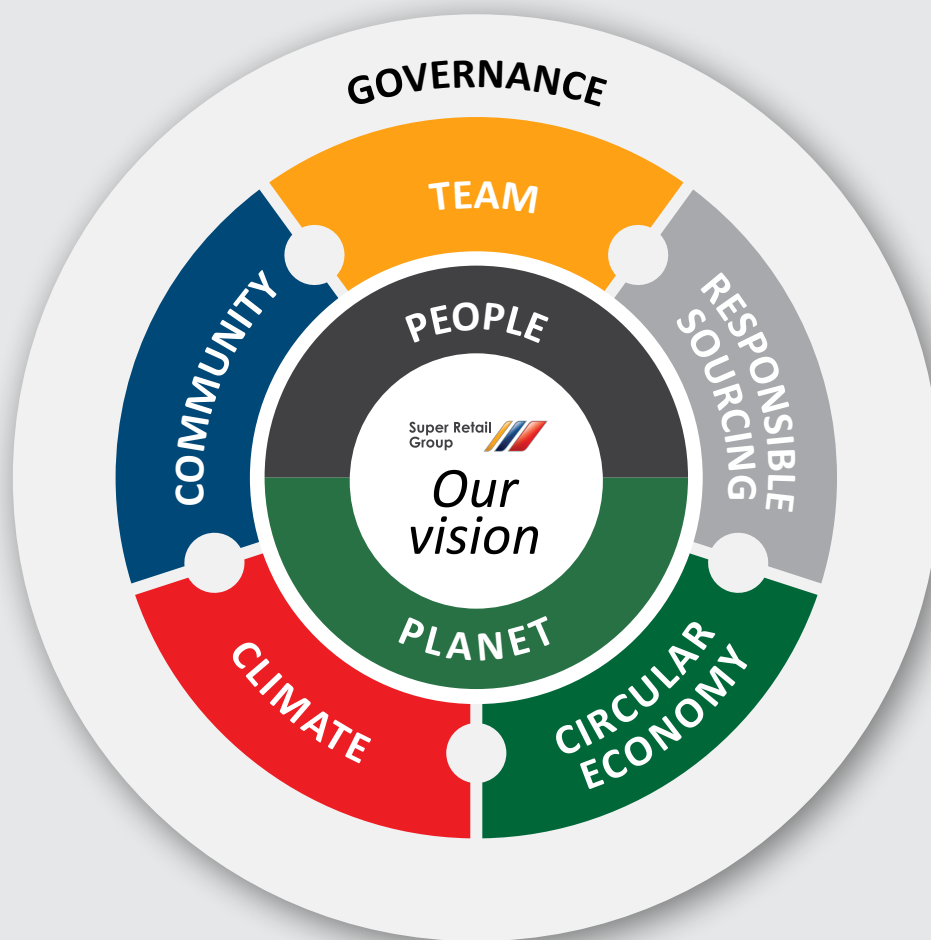 GOVERNANCE
TEAM
COMMUNITY
RESPONSIBLE
SOURCING
PEOPLE
Super Retail
Group
Our
vision
PLANET
CLIMATE
CIRCULAR
ECONOMY